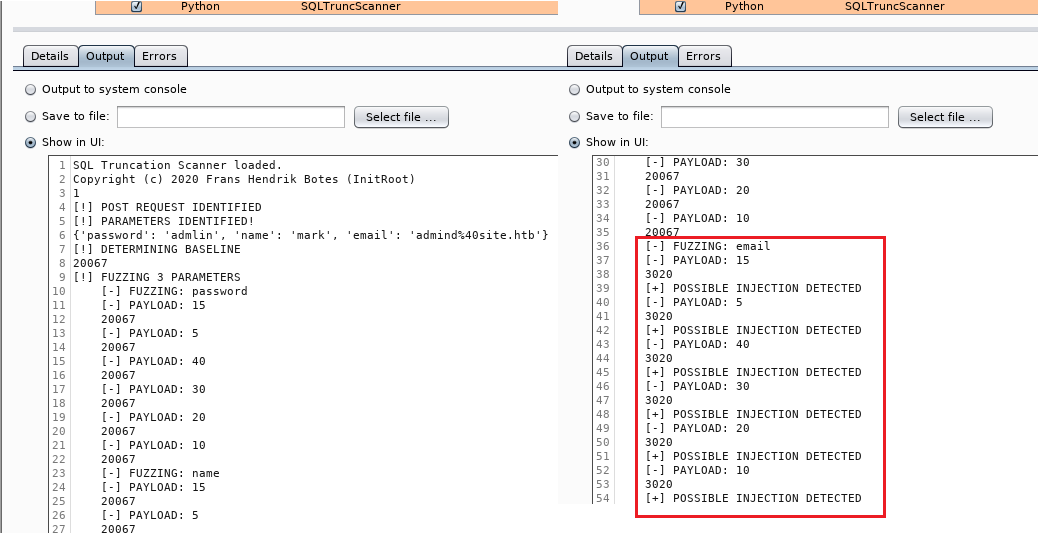 Python SQLTruncScanner
Details Output Errors
Output to system console
Save to file: Select file ...
Show in UI:
1 SQL Truncation Scanner loaded.
2 Copyright (c) 2020 Frans Hendrik Botes (InitRoot)
3 1
4 [!] POST REQUEST IDENTIFIED
5 [!] PARAMETERS IDENTIFIED!
6 {'password': 'admlin', 'name': 'mark', 'email': 'admind%40site.htb'}
7 [!] DETERMINING BASELINE
8 20067
9 [!] FUZZING 3 PARAMETERS
10 [-] FUZZING: password
11 [-] PAYLOAD: 15
12 20067
13 [-] PAYLOAD: 5
14 20067
15 [-] PAYLOAD: 40
16 20067
17 [-] PAYLOAD: 30
18 20067
19 [-] PAYLOAD: 20
20 20067
21 [-] PAYLOAD: 10
22 20067
23 [-] FUZZING: name
24 [-] PAYLOAD: 15
25 20067
26 [-] PAYLOAD: 5
27 20067
Python SQLTruncScanner
Details Output Errors
Output to system console
Save to file: Select file ...
Show in UI:
30 [-] PAYLOAD: 30
31 20067
32 [-] PAYLOAD: 20
33 20067
34 [-] PAYLOAD: 10
35 20067
36 [-] FUZZING: email
37 [-] PAYLOAD: 15
38 3020
39 [+] POSSIBLE INJECTION DETECTED
40 [-] PAYLOAD: 5
41 3020
42 [+] POSSIBLE INJECTION DETECTED
43 [-] PAYLOAD: 40
44 3020
45 [+] POSSIBLE INJECTION DETECTED
46 [-] PAYLOAD: 30
47 3020
48 [+] POSSIBLE INJECTION DETECTED
49 [-] PAYLOAD: 20
50 3020
51 [+] POSSIBLE INJECTION DETECTED
52 [-] PAYLOAD: 10
53 3020
54 [+] POSSIBLE INJECTION DETECTED